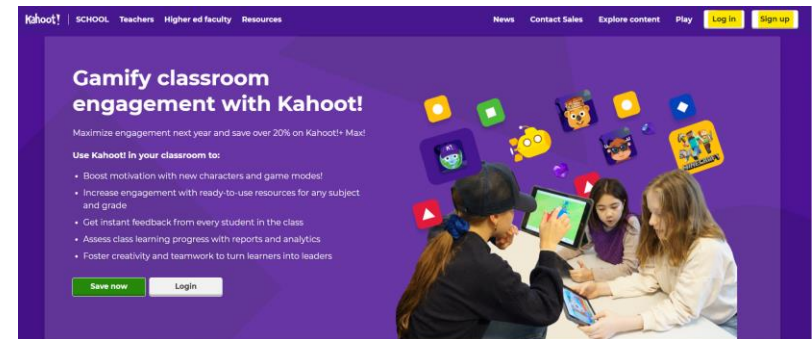 Kahoot! SCHOOL Teachers Higher ed faculty Resources News Contact Sales Explore content Play Log in Sign up
Gamify classroom
engagement with Kahoot!
Maximize engagement next year and save over 20% on Kahoot!+ Max!
Use Kahoot! in your classroom to:
• Boost motivation with new characters and game modes!
• Increase engagement with ready-to-use resources for any subject
and grade
• Get instant feedback from every student in the class
• Assess class learning progress with reports and analytics
• Foster creativity and teamwork to turn learners into leaders
Save now Login